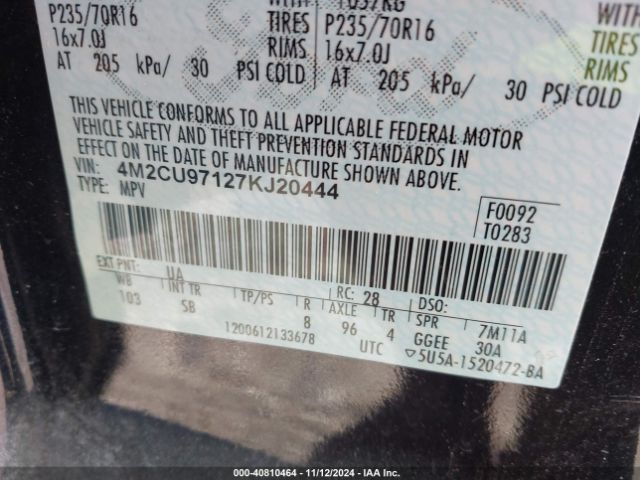 WITH
P235/70R16 TIRES P235/70R16 WITH
16x7.0J RIMS 16x7.0J TIRES
AT 205 kPa/ 30 PSI COLD AT 205 kPa/ 30 PSI COLD RIMS
THIS VEHICLE CONFORMS TO ALL APPLICABLE FEDERAL MOTOR
VEHICLE SAFETY AND THEFT PREVENTION STANDARDS IN
EFFECT ON THE DATE OF MANUFACTURE SHOWN ABOVE.
VIN: 4M2CU97127KJ20444
TYPE: MPV
F0092
T0283
EXT PNT: UA RC: 28 DSO:
WB INT TR TP/PS R AXLE TR SPR 7M11A
103 5B 8 96 4 GGEE 30A
1200612133678 UTC ▽5U5A-1520472-BA
000-40810464 - 11/12/2024 - IAA Inc.